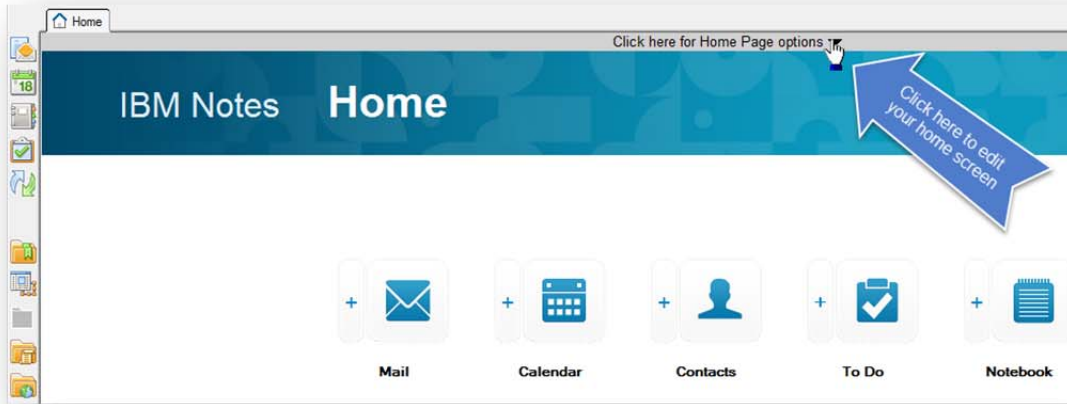 Home
Click here for Home Page options
18
IBM Notes Home
Click here to edit
your home screen
+ + + + +
Mail Calendar Contacts To Do Notebook